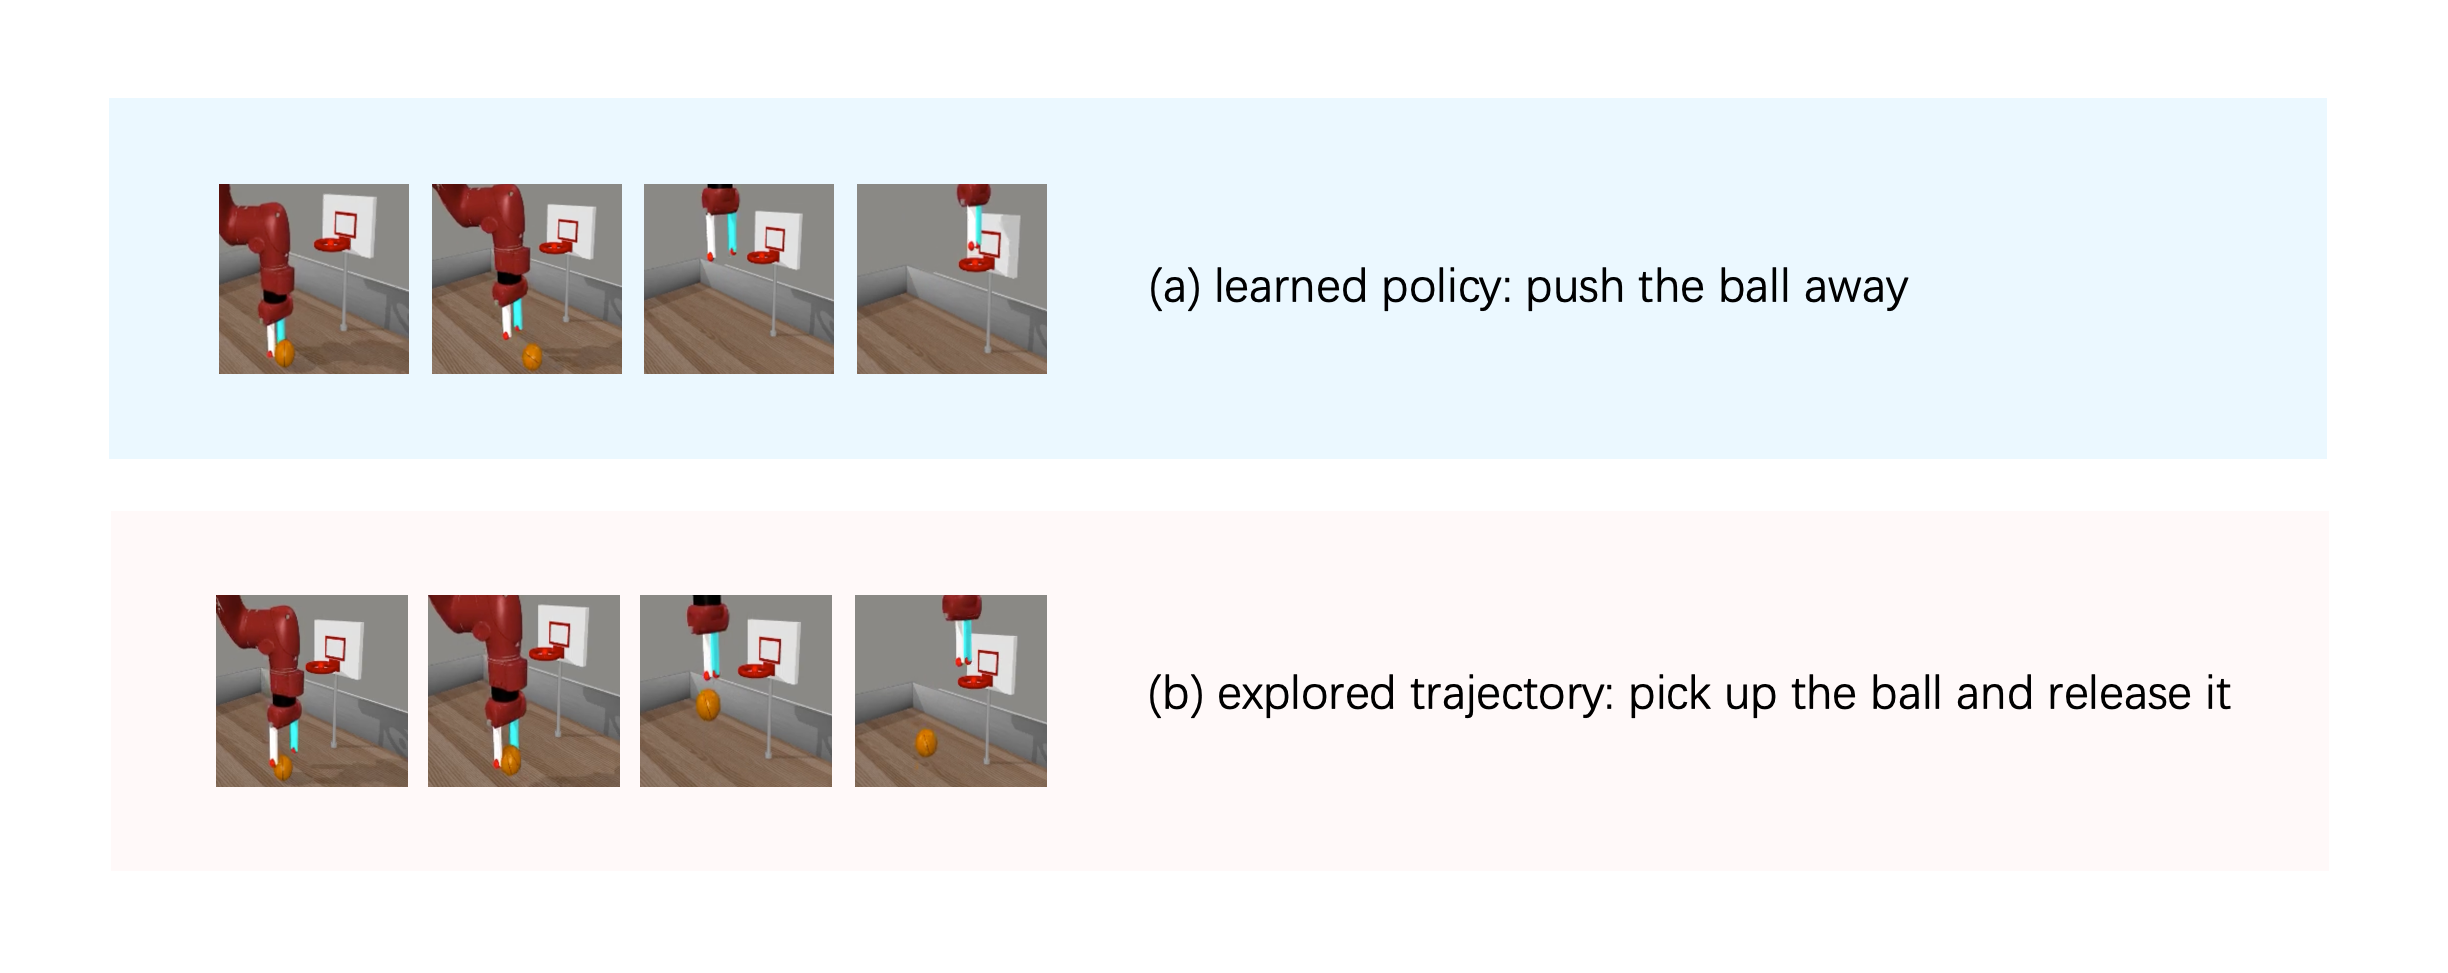 (a) learned policy: push the ball away
(b) explored trajectory: pick up the ball and release it